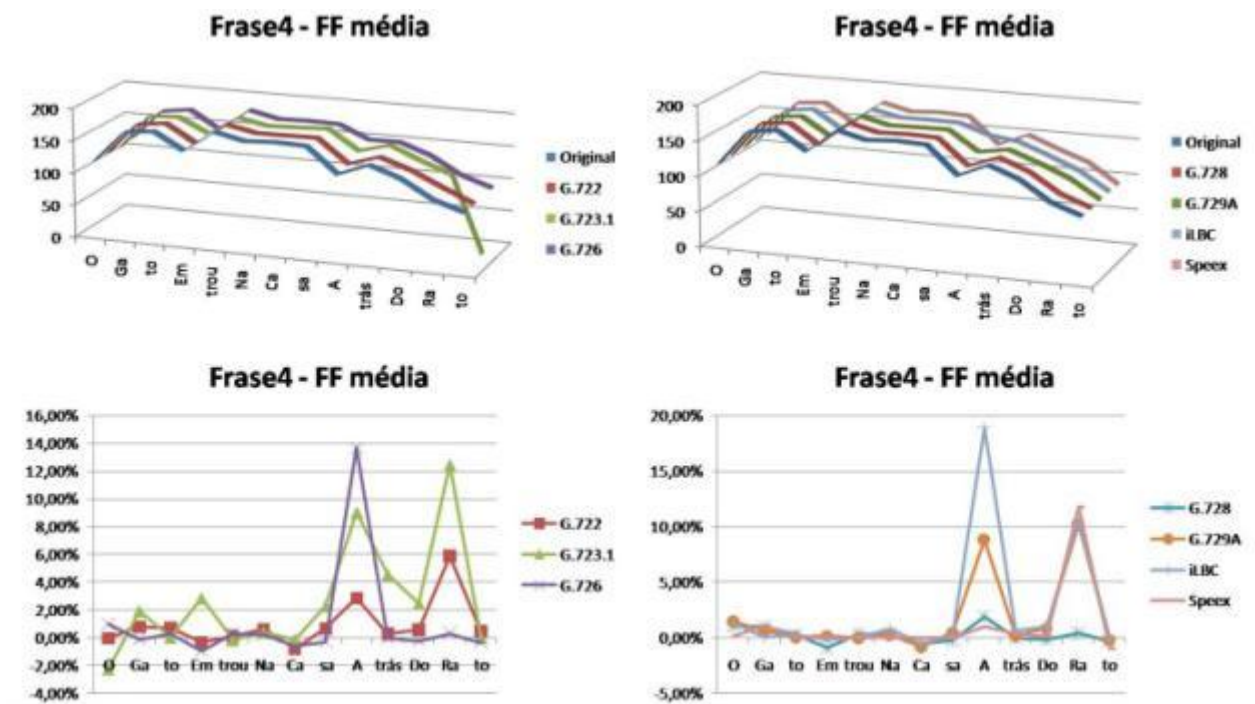 Frase4 - FF média
200
150
100
50
0
O Ga to Em trou Na Ca sa A trás Do Ra to
Original
G.722
G.723.1
G.726
Frase4 - FF média
200
150
100
50
0
O Ga to Em trou Na Ca sa A trás Do Ra to
Original
G.728
G.729A
iLBC
Speex
Frase4 - FF média
16,00%
14,00%
12,00%
10,00%
8,00%
6,00%
4,00%
2,00%
0,00%
-2,00%
-4,00%
O Ga to Em trou Na Ca sa A trás Do Ra to
G.722
G.723.1
G.726
Frase4 - FF média
20,00%
15,00%
10,00%
5,00%
0,00%
-5,00%
O Ga to Em trou Na Ca sa A trás Do Ra to
G.728
G.729A
iLBC
Speex